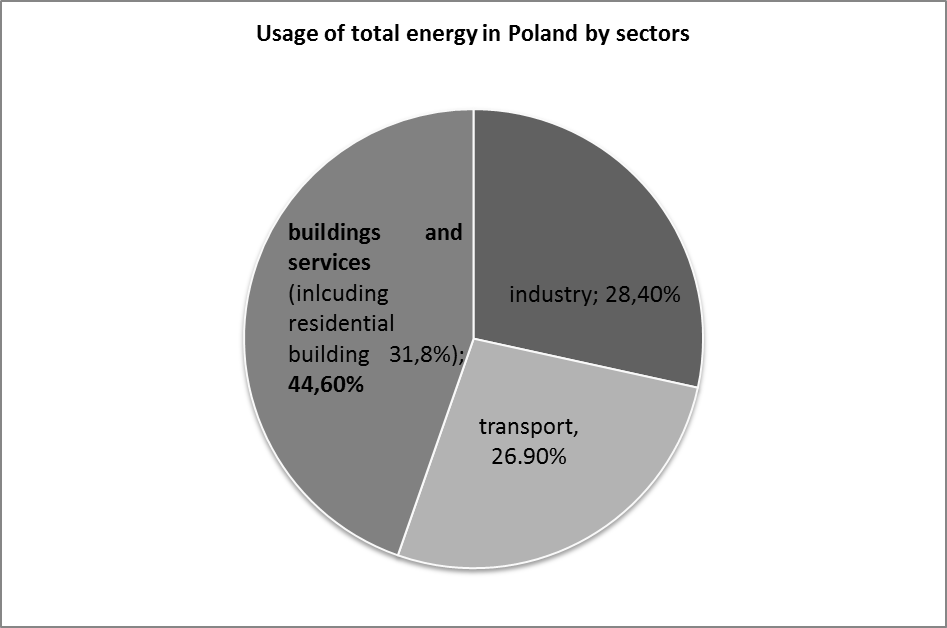 Usage of total energy in Poland by sectors
buildings and
services
(inlcuding
residential
building 31,8%);
44,60%
industry; 28,40%
transport,
26.90%